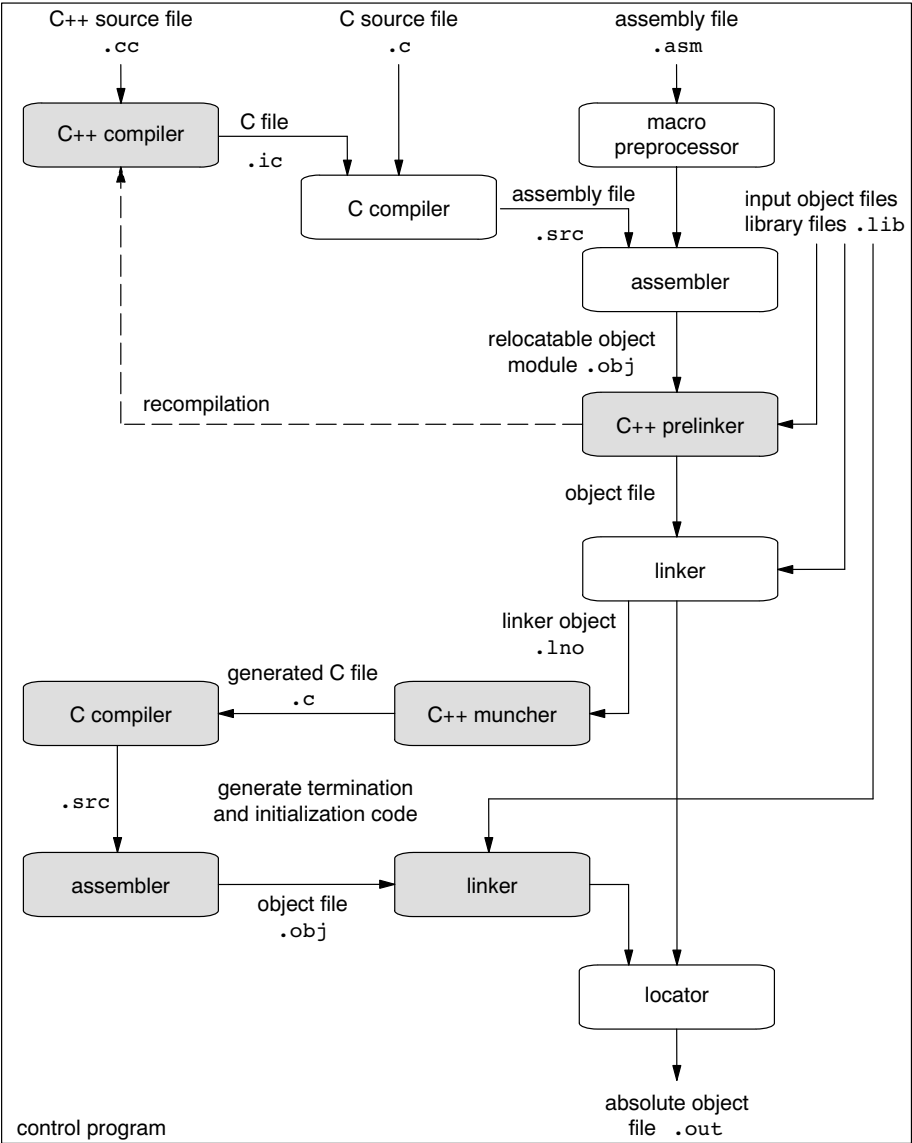 C++ source file
.cc
C source file
.c
assembly file
.asm
C++ compiler
C file
.ic
macro
preprocessor
C compiler
assembly file
.src
input object files
library files .lib
assembler
relocatable object
module .obj
recompilation
C++ prelinker
object file
linker
linker object
.lno
generated C file
.c
C compiler
C++ muncher
.src
generate termination
and initialization code
assembler
object file
.obj
linker
locator
absolute object
file .out
control program